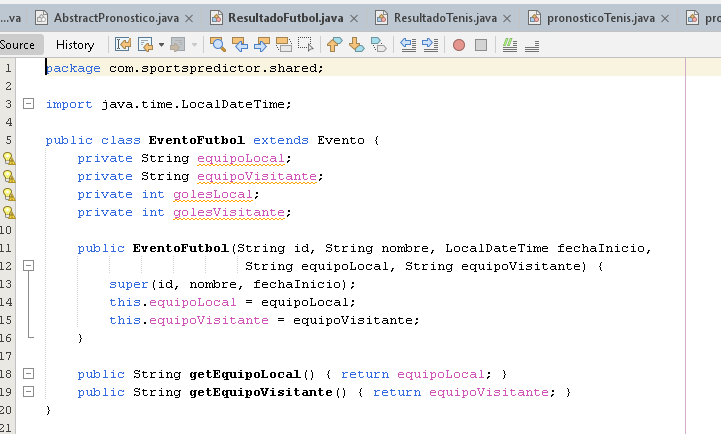 ...va AbstractPronostico.java ResultadoFutbol.java ResultadoTenis.java pronosticoTenis.java pro
Source History
1 package com.sportspredictor.shared;
2
3 import java.time.LocalDateTime;
4
5 public class EventoFutbol extends Evento {
private String equipoLocal;
private String equipoVisitante;
private int golesLocal;
private int golesVisitante;
10
11 public EventoFutbol(String id, String nombre, LocalDateTime fechaInicio,
12 String equipoLocal, String equipoVisitante) {
13 super(id, nombre, fechaInicio);
14 this.equipoLocal = equipoLocal;
15 this.equipoVisitante = equipoVisitante;
16 }
17
18 public String getEquipoLocal() { return equipoLocal; }
19 public String getEquipoVisitante() { return equipoVisitante; }
20 }
21